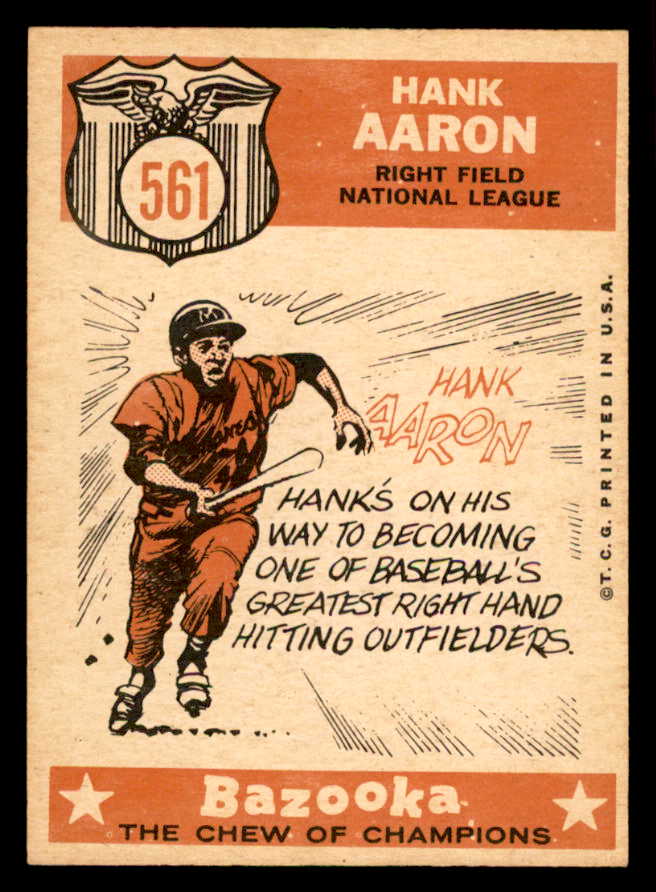 561
HANK
AARON
RIGHT FIELD
NATIONAL LEAGUE
M
HANK
AARON
HANK'S ON HIS
WAY TO BECOMING
ONE OF BASEBALL'S
GREATEST RIGHT HAND
HITTING OUTFIELDERS.
©T.C.G. PRINTED IN U.S.A.
Bazooka
THE CHEW OF CHAMPIONS